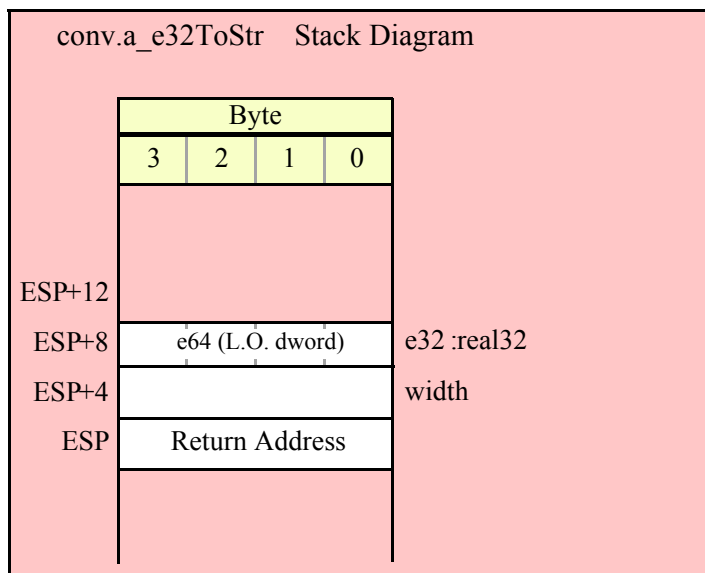 conv.a_e32ToStr Stack Diagram
Byte
3 2 1 0
ESP+12
ESP+8 e64 (L.O. dword) e32 :real32
ESP+4 width
ESP Return Address